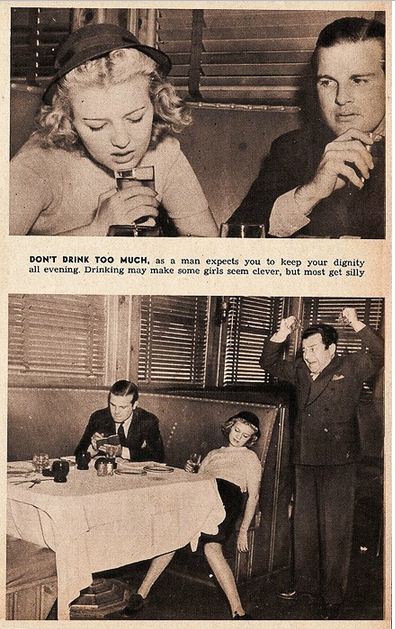 DON'T DRINK TOO MUCH, as a man expects you to keep your dignity
all evening. Drinking may make some girls seem clever, but most get silly